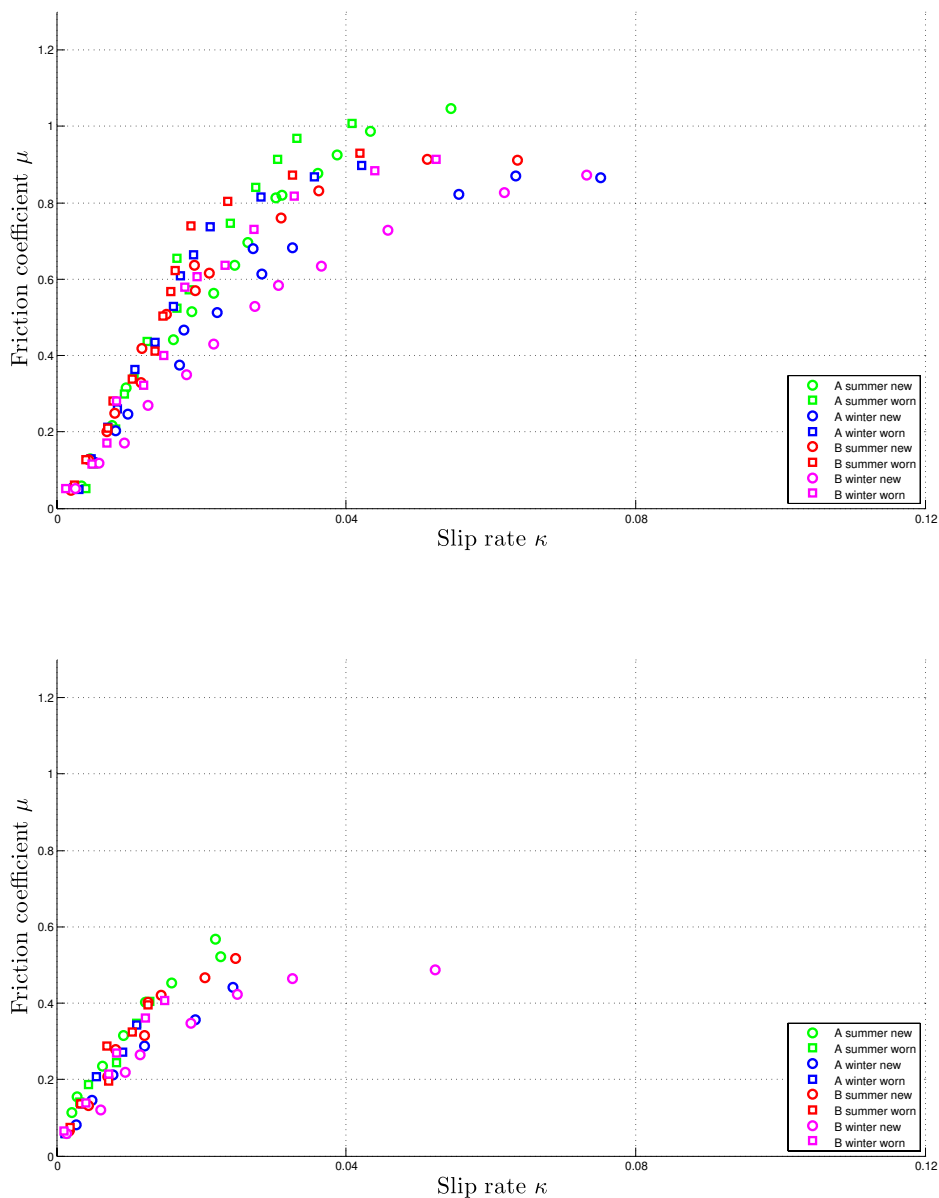 1.2
1
0.8
0.6
0.4
0.2
0
Friction coefficient μ
0
0.04
0.08
0.12
Slip rate κ
A summer new
A summer worn
A winter new
A winter worn
B summer new
B summer worn
B winter new
B winter worn
1.2
1
0.8
0.6
0.4
0.2
0
Friction coefficient μ
0
0.04
0.08
0.12
Slip rate κ
A summer new
A summer worn
A winter new
A winter worn
B summer new
B summer worn
B winter new
B winter worn